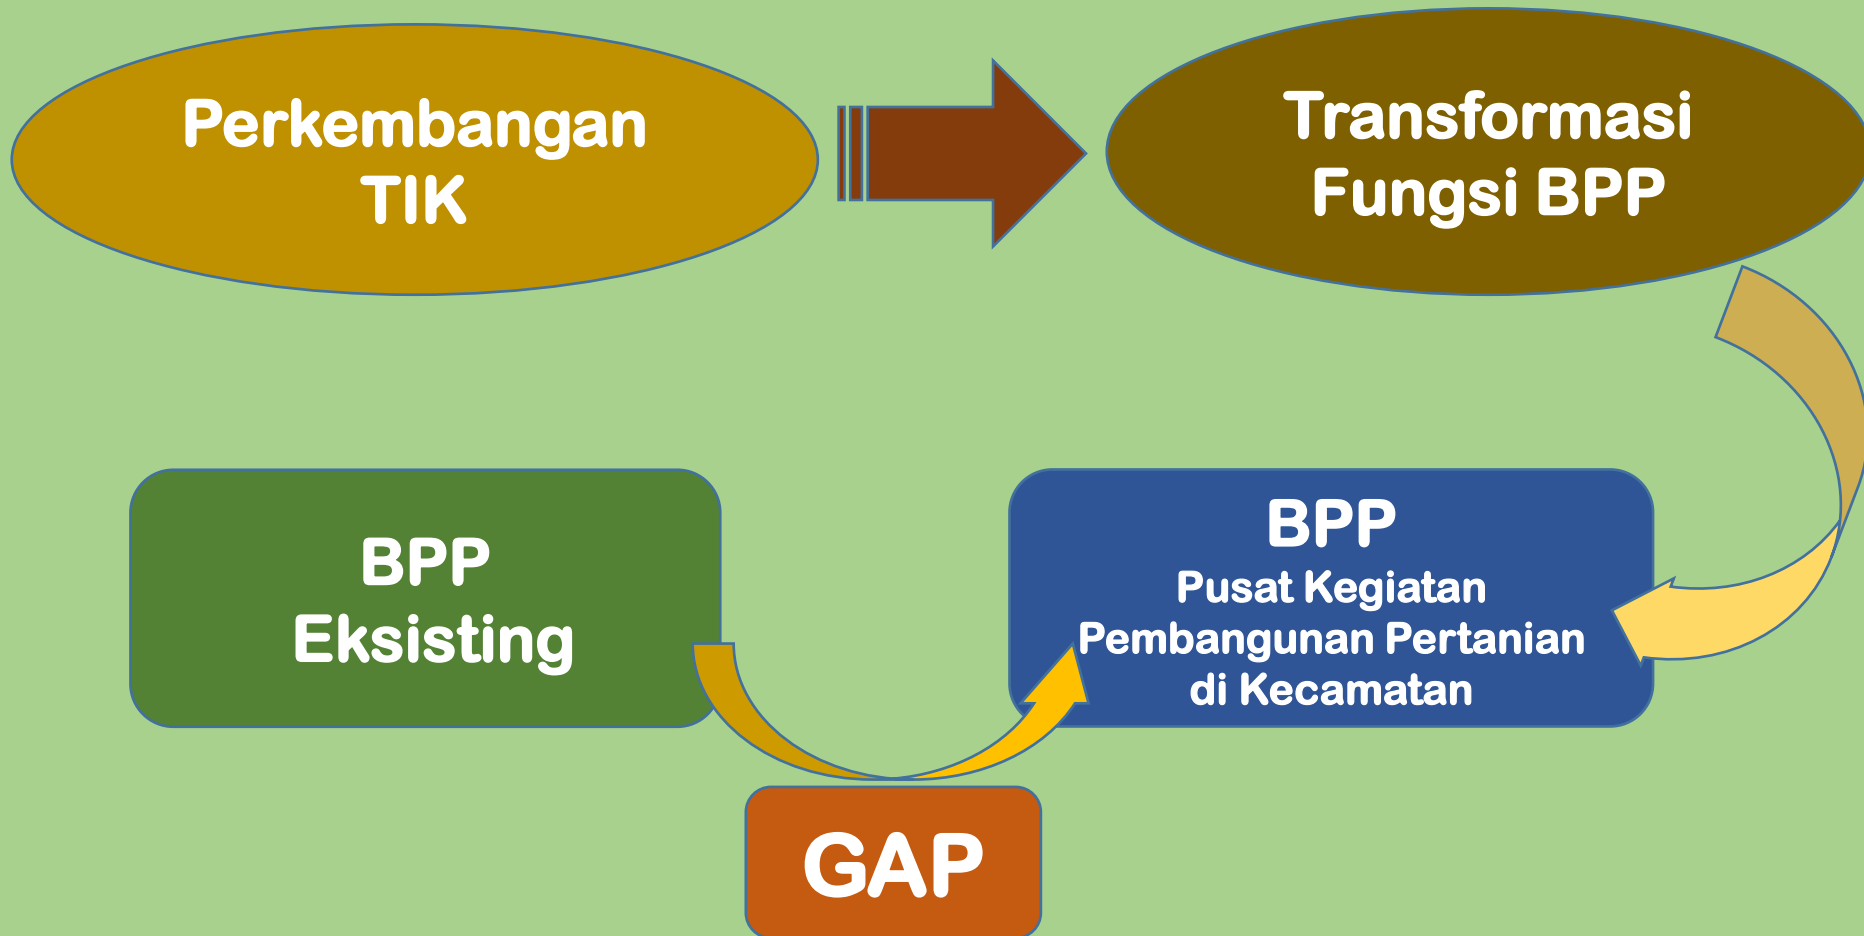 Perkembangan
TIK
Transformasi
Fungsi BPP
BPP
Eksisting
BPP
Pusat Kegiatan
Pembangunan Pertanian
di Kecamatan
GAP